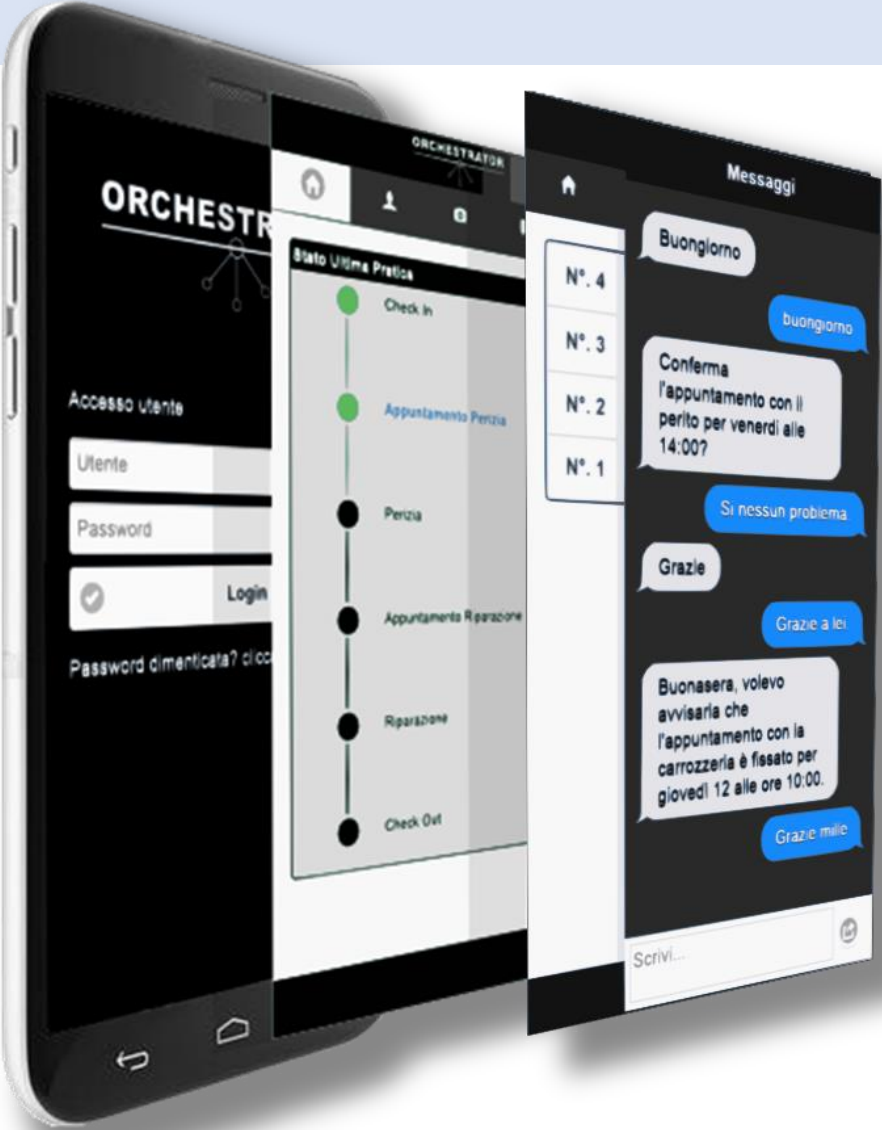 ORCHESTR
Accesso utente
Utente
Password
Login
Password dimenticata?
ORCHESTRATOR
Stato Ultima Pratica
Check In
Appuntamento Perizia
Perizia
Appuntamento Riparazione
Riparazione
Check Out
N°. 4
N°. 3
N°. 2
N°. 1
Messaggi
Buongiorno
buongiorno
Conferma
l'appuntamento con il
perito per venerdi alle
14:00?
Si nessun problema.
Grazie
Grazie a lei
Buonasera, volevo
avvisarla che
l'appuntamento con la
carrozzeria è fissato per
giovedì 12 alle ore 10:00.
Grazie mille
Scrivi...